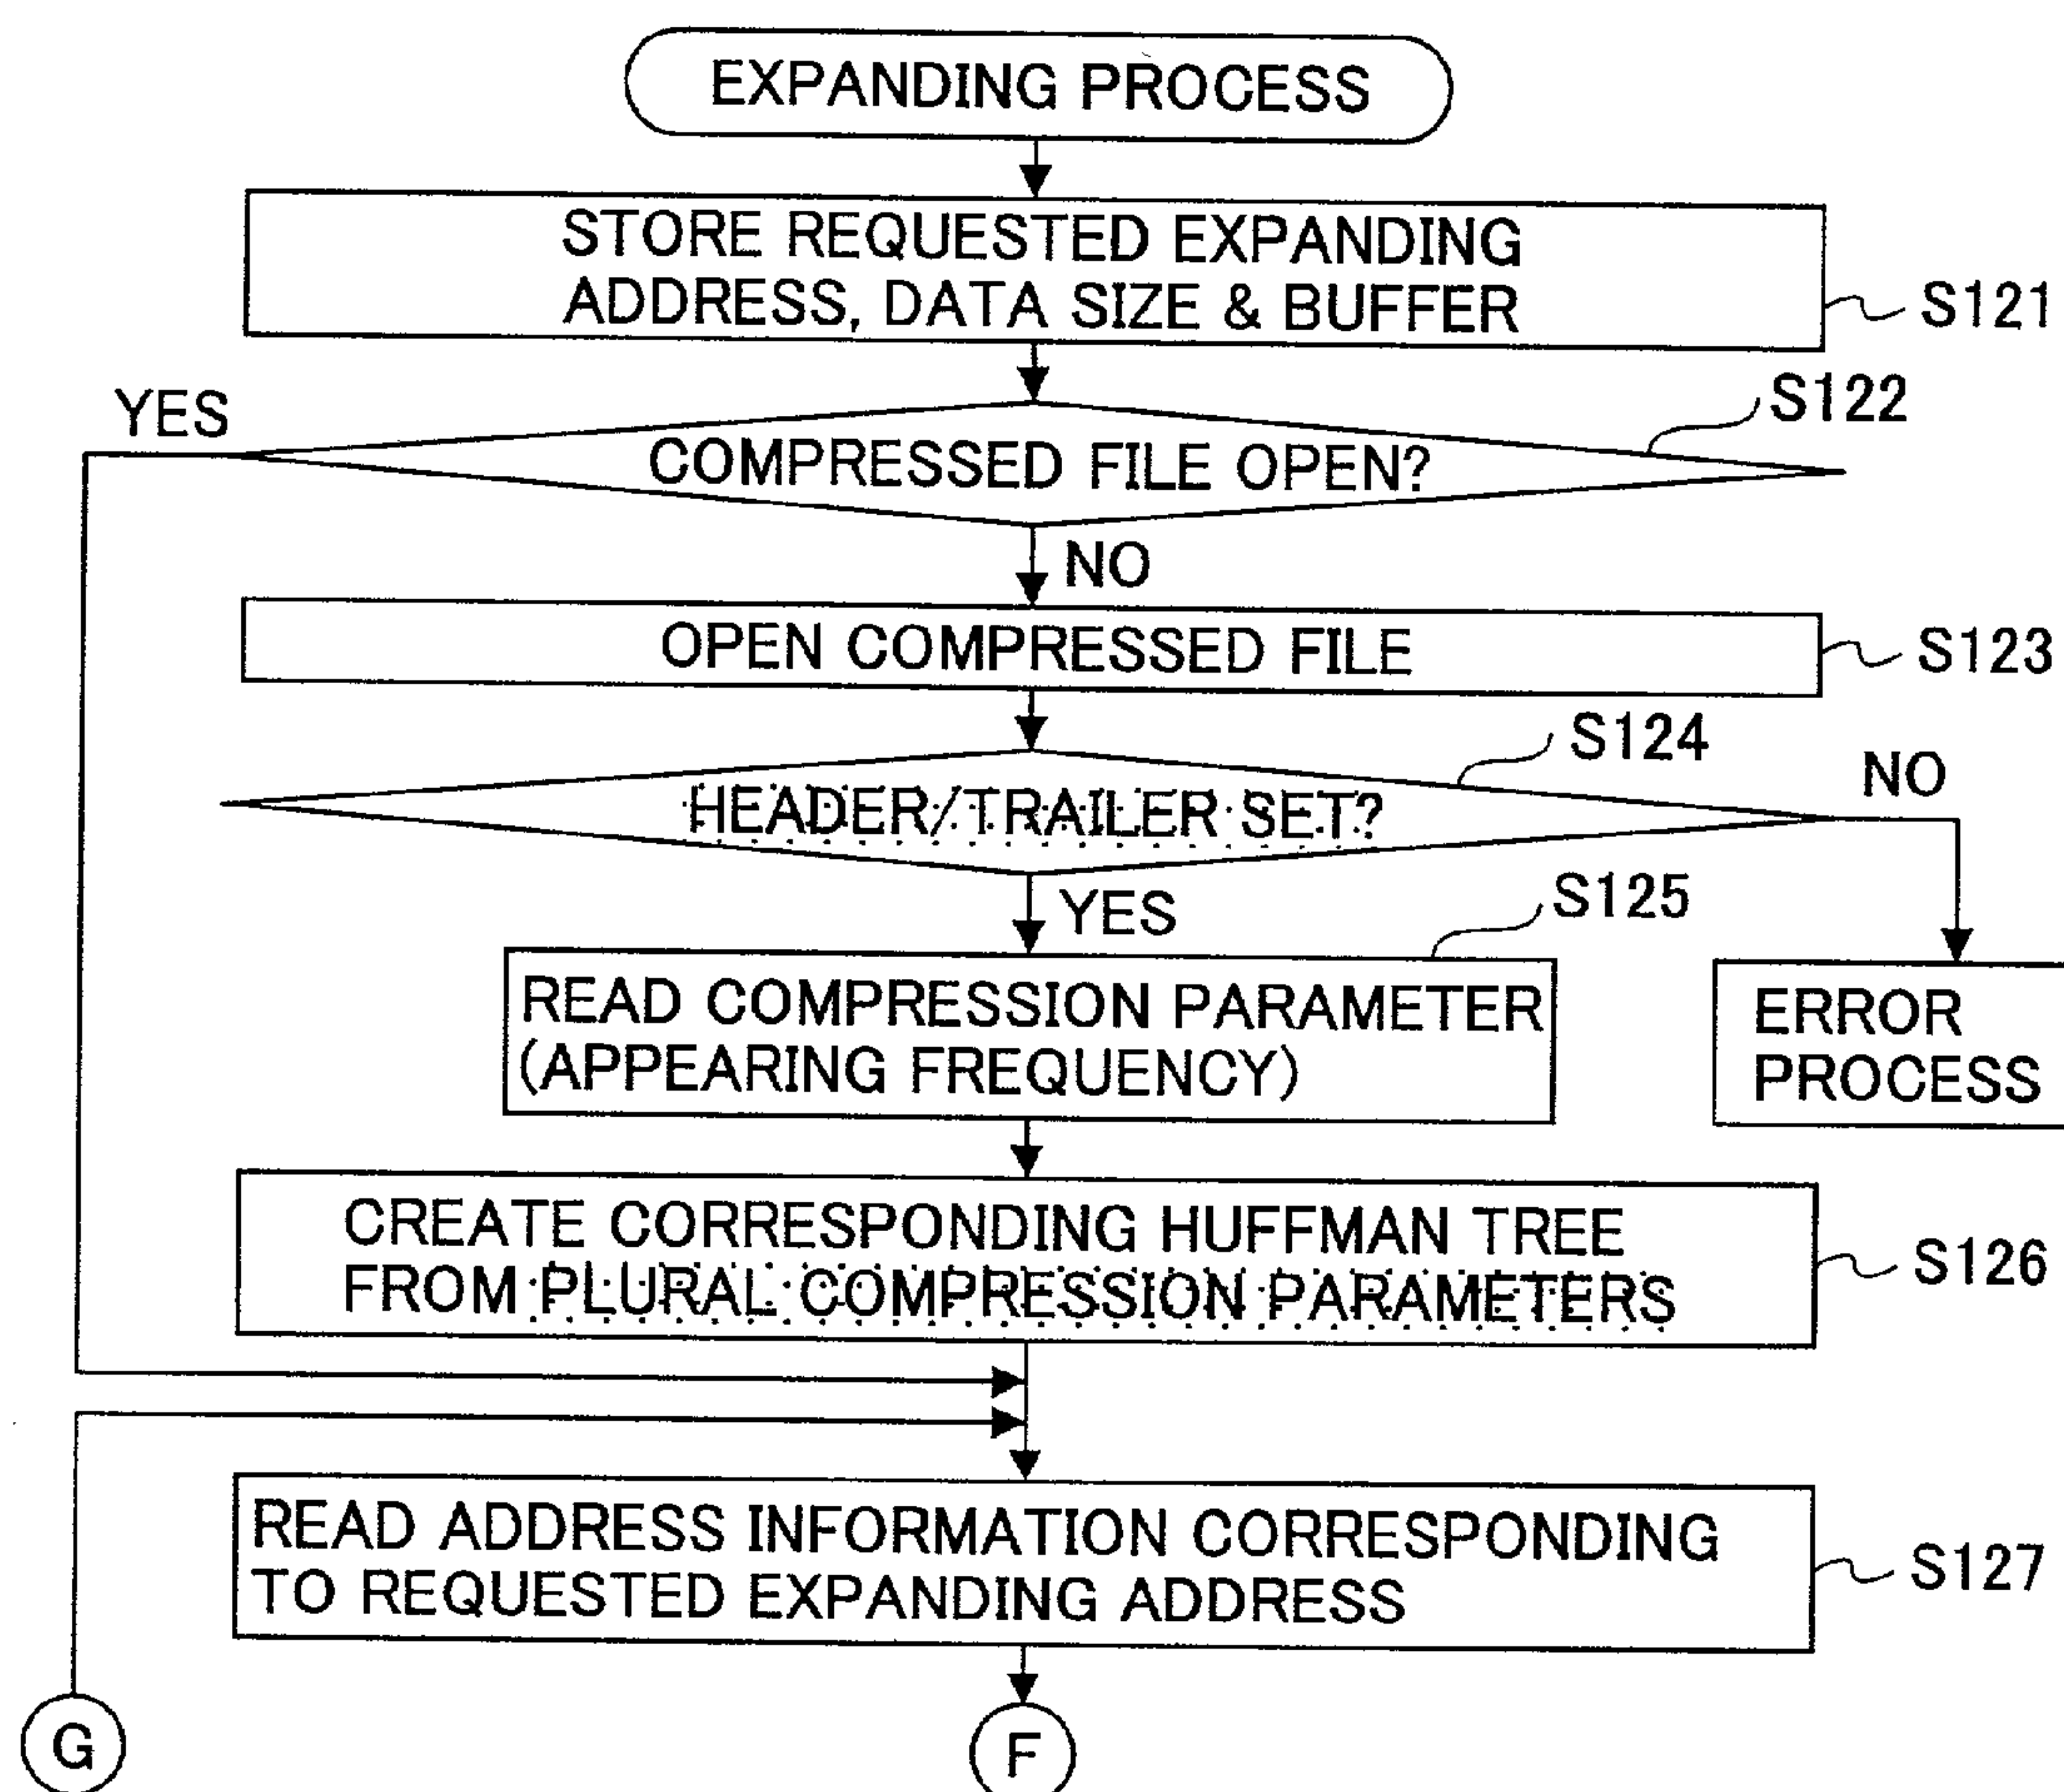 EXPANDING PROCESS
STORE REQUESTED EXPANDING
ADDRESS, DATA SIZE & BUFFER
S121
YES
S122
COMPRESSED FILE OPEN?
NO
OPEN COMPRESSED FILE
S123
S124
NO
HEADER/TRAILER SET?
YES
S125
READ COMPRESSION PARAMETER
(APPEARING FREQUENCY)
ERROR
PROCESS
CREATE CORRESPONDING HUFFMAN TREE
FROM PLURAL COMPRESSION PARAMETERS
S126
READ ADDRESS INFORMATION CORRESPONDING
TO REQUESTED EXPANDING ADDRESS
S127
G
F